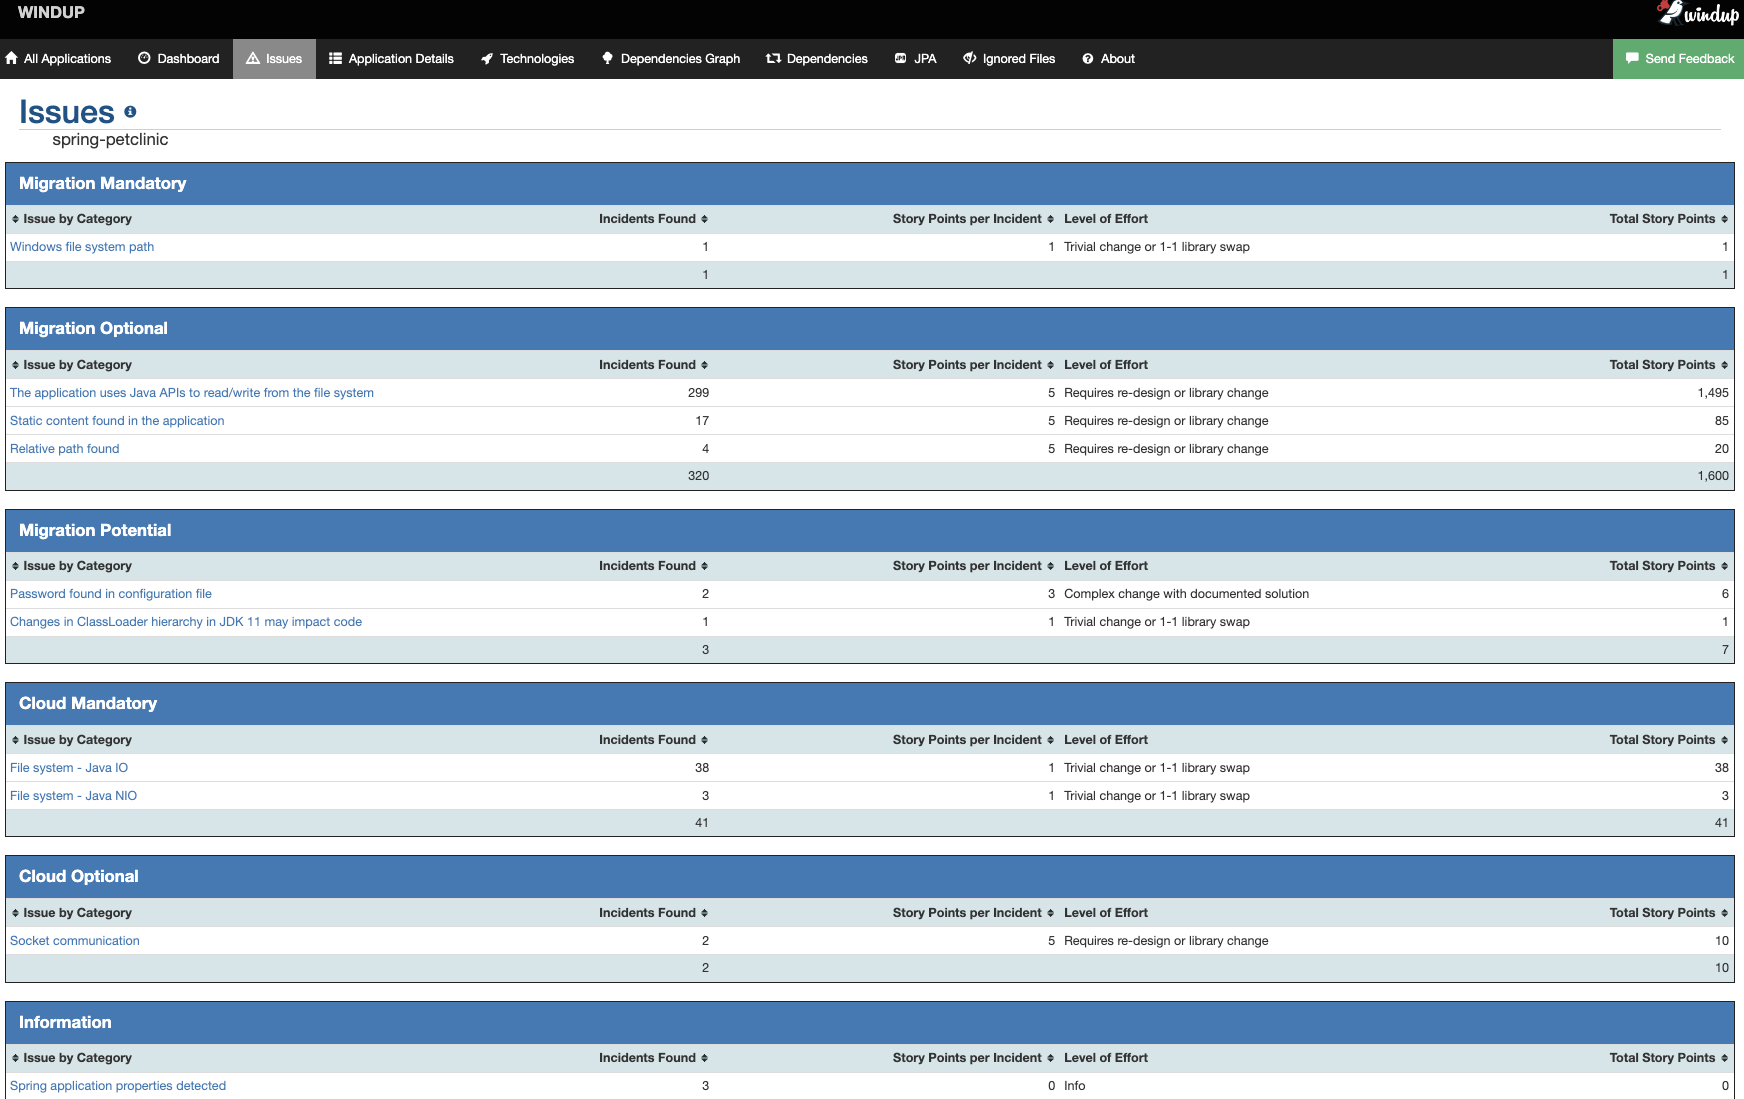 WINDUP
windup
All Applications Dashboard Issues Application Details Technologies Dependencies Graph Dependencies JPA Ignored Files About Send Feedback
Issues
spring-petclinic
Migration Mandatory
Issue by Category Incidents Found Story Points per Incident Level of Effort Total Story Points
Windows file system path 1 1 Trivial change or 1-1 library swap 1
1 1
Migration Optional
Issue by Category Incidents Found Story Points per Incident Level of Effort Total Story Points
The application uses Java APIs to read/write from the file system 299 5 Requires re-design or library change 1,495
Static content found in the application 17 5 Requires re-design or library change 85
Relative path found 4 5 Requires re-design or library change 20
320 1,600
Migration Potential
Issue by Category Incidents Found Story Points per Incident Level of Effort Total Story Points
Password found in configuration file 2 3 Complex change with documented solution 6
Changes in ClassLoader hierarchy in JDK 11 may impact code 1 1 Trivial change or 1-1 library swap 1
3 7
Cloud Mandatory
Issue by Category Incidents Found Story Points per Incident Level of Effort Total Story Points
File system - Java IO 38 1 Trivial change or 1-1 library swap 38
File system - Java NIO 3 1 Trivial change or 1-1 library swap 3
41 41
Cloud Optional
Issue by Category Incidents Found Story Points per Incident Level of Effort Total Story Points
Socket communication 2 5 Requires re-design or library change 10
2 10
Information
Issue by Category Incidents Found Story Points per Incident Level of Effort Total Story Points
Spring application properties detected 3 0 Info 0